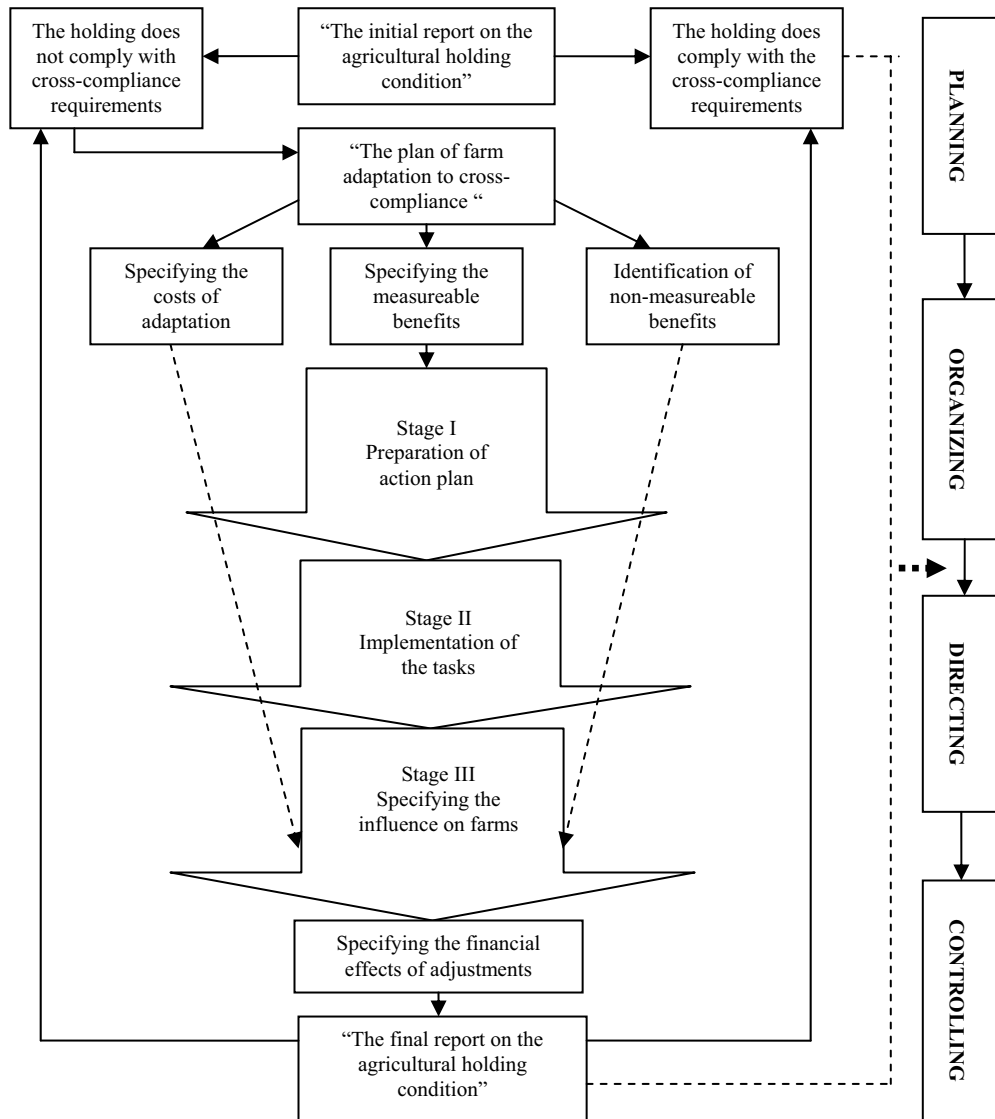 The holding does
not comply with
cross-compliance
requirements
“The initial report on the
agricultural holding
condition”
The holding does
comply with the
cross-compliance
requirements
“The plan of farm
adaptation to cross-
compliance “
Specifying the
costs of
adaptation
Specifying the
measureable
benefits
Identification of
non-measureable
benefits
Stage I
Preparation of
action plan
Stage II
Implementation of
the tasks
Stage III
Specifying the
influence on farms
Specifying the financial
effects of adjustments
“The final report on the
agricultural holding
condition”
PLANNING
ORGANIZING
DIRECTING
CONTROLLING